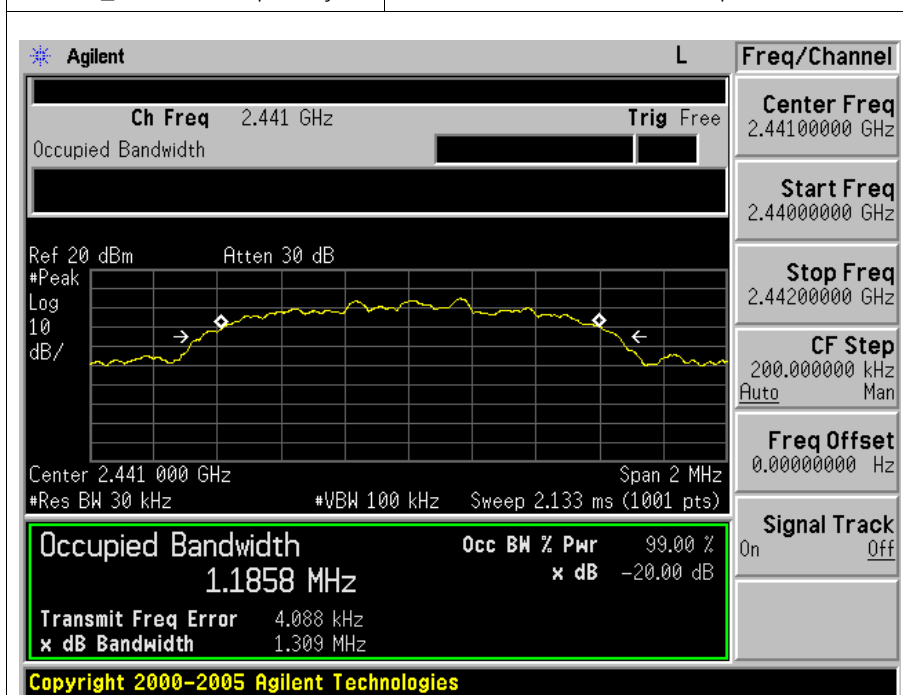 Agilent L
Freq/Channel
Ch Freq 2.441 GHz Trig Free
Occupied Bandwidth
Center Freq
2.44100000 GHz
Start Freq
2.44000000 GHz
Stop Freq
2.44200000 GHz
CF Step
200.000000 kHz
Auto Man
Freq Offset
0.00000000 Hz
Signal Track
On Off
Ref 20 dBm Atten 30 dB
#Peak
Log
10
dB/
Center 2.441 000 GHz Span 2 MHz
#Res BW 30 kHz #VBW 100 kHz Sweep 2.133 ms (1001 pts)
Occupied Bandwidth Occ BW % Pwr 99.00 %
1.1858 MHz x dB -20.00 dB
Transmit Freq Error 4.088 kHz
x dB Bandwidth 1.309 MHz
Copyright 2000-2005 Agilent Technologies